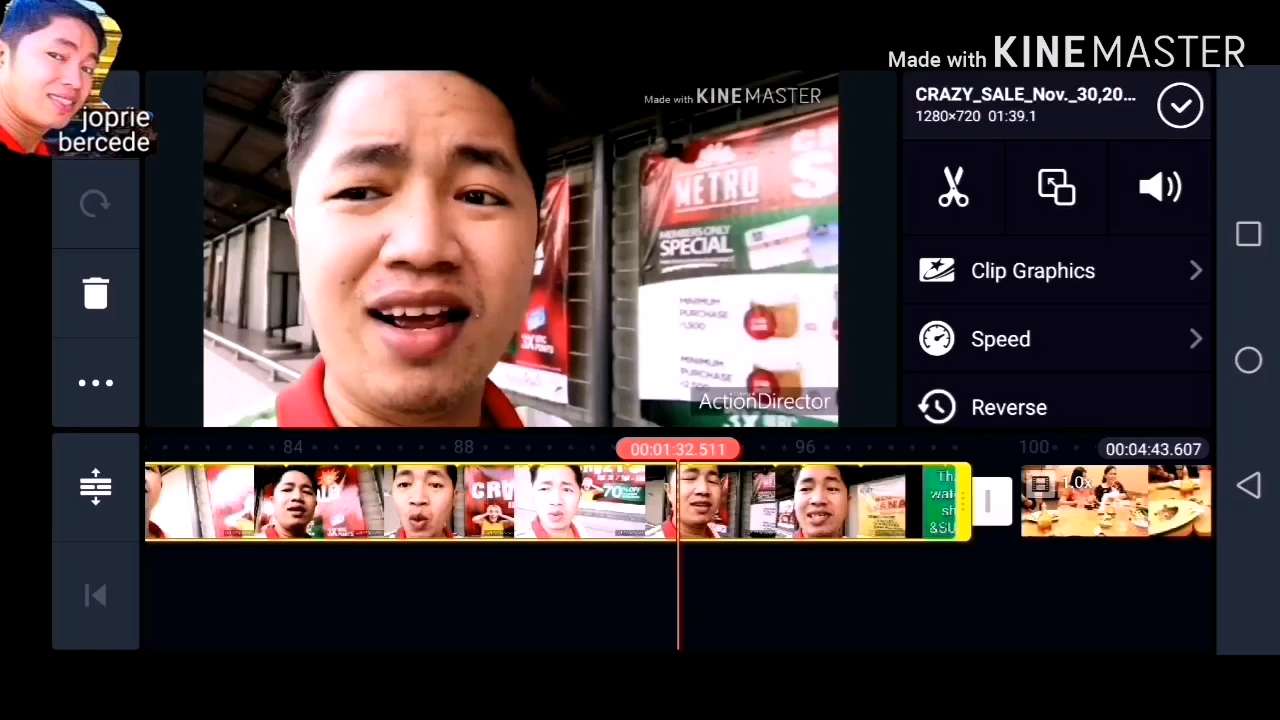 Made with KINEMASTER
joprie
bercede
Made with KINEMASTER
METRO
MEMBERS ONLY
SPECIAL
MINIMUM
PURCHASE
ActionDirector
CRAZY_SALE_Nov._30,20...
1280×720 01:39.1
Clip Graphics
Speed
Reverse
84
88
00:01:32.511
96
100
00:04:43.607
70%
1.0x